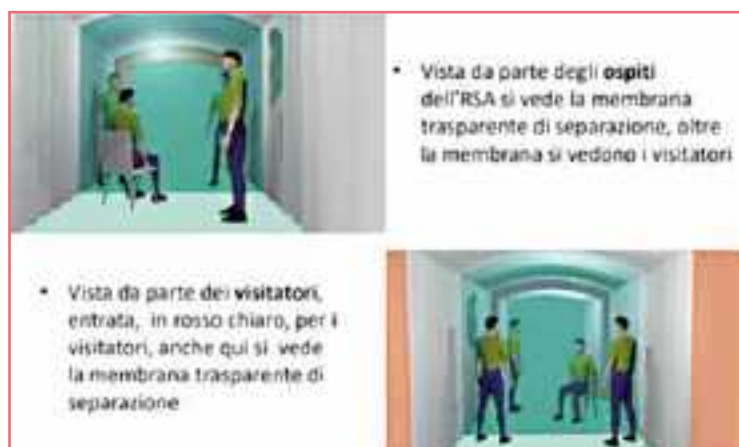 • Vista da parte degli ospiti
dell'RSA si vede la membrana
trasparente di separazione, oltre
la membrana si vedono i visitatori
• Vista da parte dei visitatori,
entrata, in rosso chiaro, per i
visitatori, anche qui si vede
la membrana trasparente di
separazione